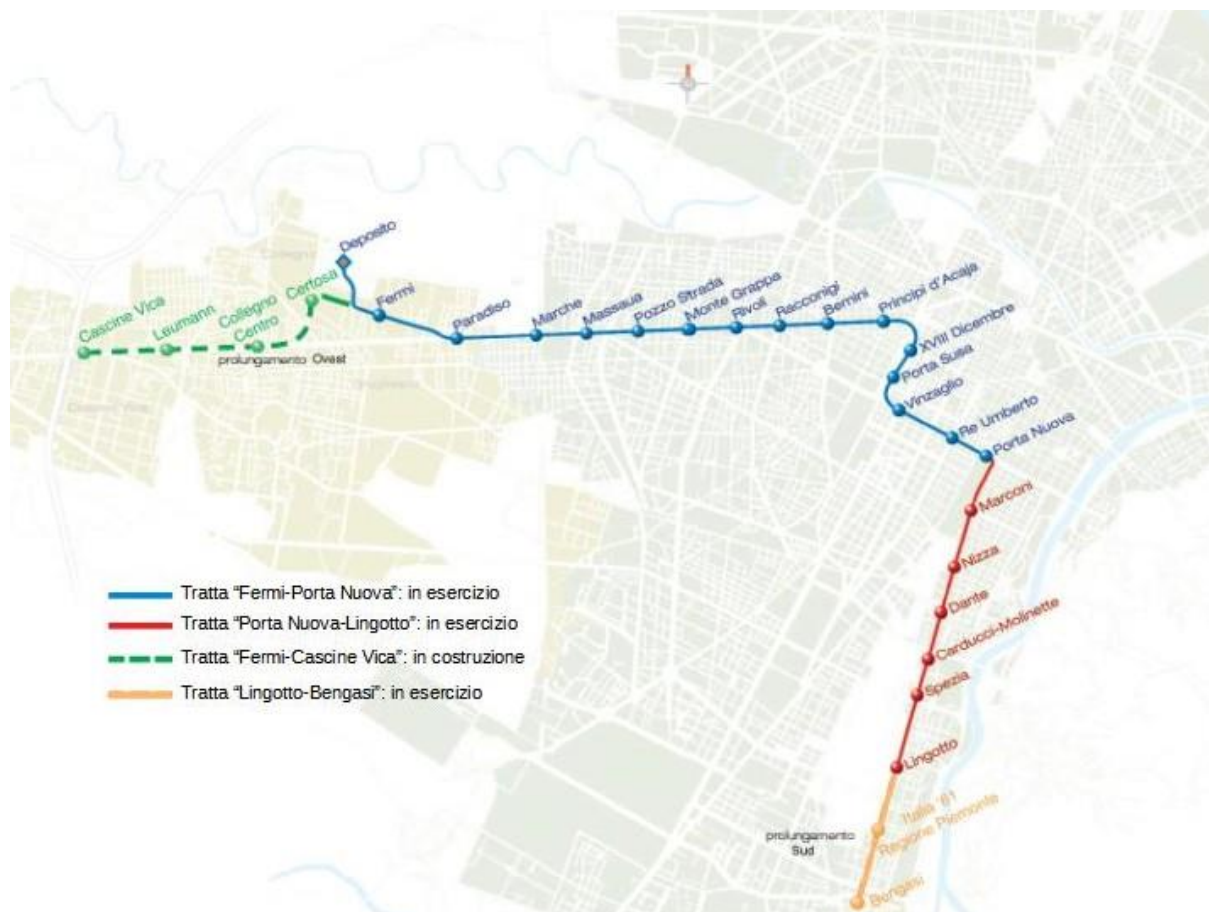 Deposito
Certosa
Fermi
Cascine Vica
Leumann
Collegno
Centro
prolungamento Ovest
Paradiso
Marche
Massaua
Pozzo Strada
Monte Grappa
Rivoli
Racconigi
Bernini
Principi d'Acaja
XVIII Dicembre
Porta Susa
Vinzaglio
Re Umberto
Porta Nuova
Marconi
Nizza
Dante
Carducci-Molinette
Spezia
Lingotto
Italia '61
Regione Piemonte
prolungamento
Sud
Bengasi
Tratta “Fermi-Porta Nuova”: in esercizio
Tratta “Porta Nuova-Lingotto”: in esercizio
Tratta “Fermi-Cascine Vica”: in costruzione
Tratta “Lingotto-Bengasi”: in esercizio